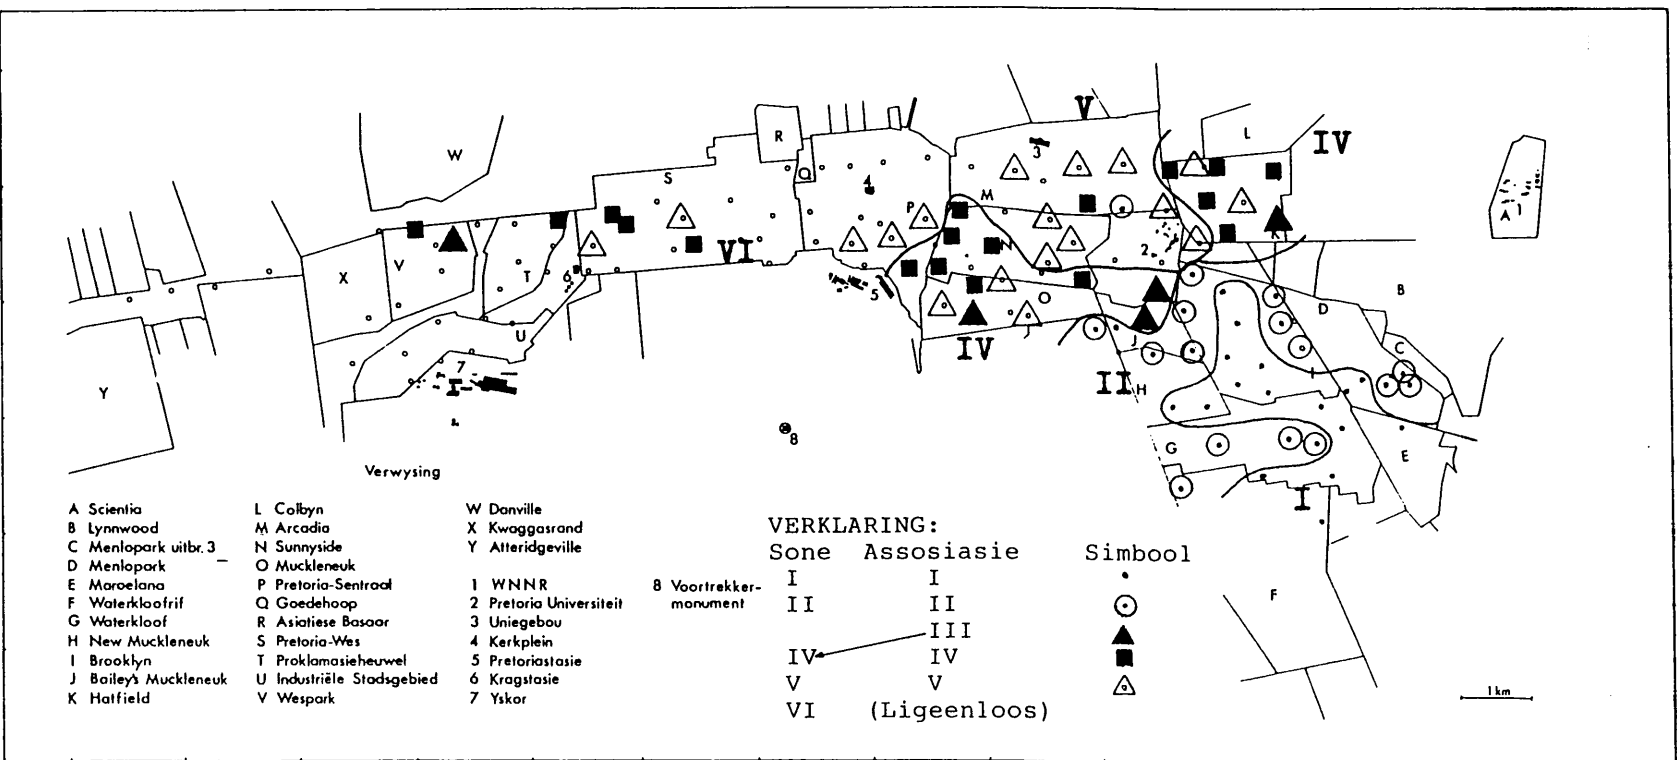 V
L
IV
W
R
3
A 1
S
Q
4
M
P
K
VI
N
2
V
T
6
X
B
5
O
D
U
IV
J
C
7
II
H
I
Y
8
G
E
I
F
Verwysing
A Scientia
B Lynnwood
C Menlopark uitbr. 3
D Menlopark
E Maroelana
F Waterkloofrif
G Waterkloof
H New Muckleneuk
I Brooklyn
J Bailey's Muckleneuk
K Hatfield
L Colbyn
M Arcadia
N Sunnyside
O Muckleneuk
P Pretoria-Sentraal
Q Goedehoop
R Asiatiese Basaar
S Pretoria-Wes
T Proklamasieheuwel
U Industriële Stadsgebied
V Wespark
W Danville
X Kwaggasrand
Y Atteridgeville
1 WNNR
2 Pretoria Universiteit
3 Uniegebou
4 Kerkplein
5 Pretoriastasie
6 Kragstasie
7 Yskor
8 Voortrekker-
monument
VERKLARING:
Sone Assosiasie Simbool
I I
II II
III
IV IV
V V
VI (Ligeenloos)
1 km